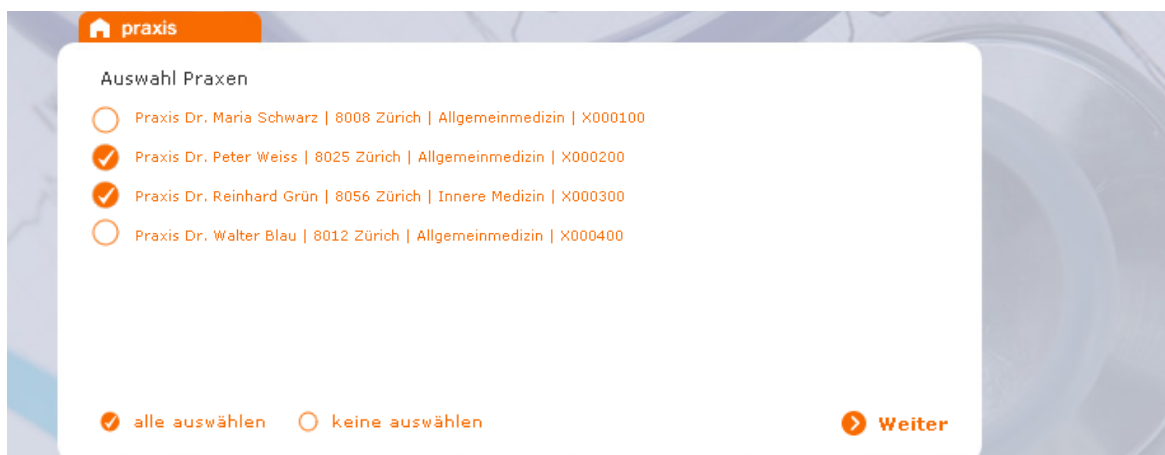 praxis
Auswahl Praxen
Praxis Dr. Maria Schwarz | 8008 Zürich | Allgemeinmedizin | X000100
Praxis Dr. Peter Weiss | 8025 Zürich | Allgemeinmedizin | X000200
Praxis Dr. Reinhard Grün | 8056 Zürich | Innere Medizin | X000300
Praxis Dr. Walter Blau | 8012 Zürich | Allgemeinmedizin | X000400
alle auswählen keine auswählen Weiter